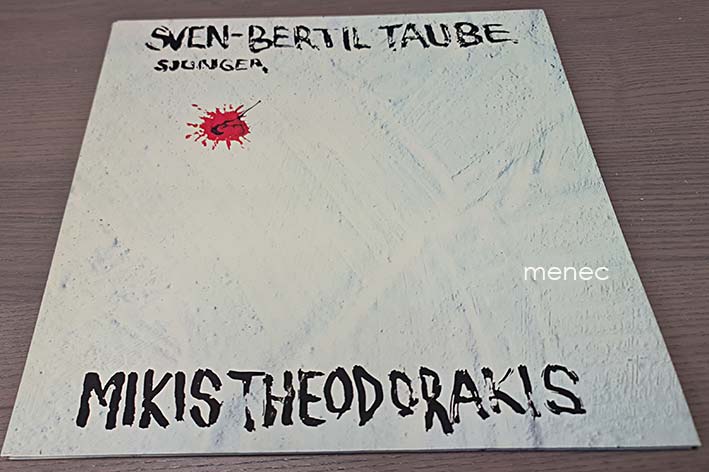 SVEN-BERTIL TAUBE
SJUNGER,
menec
MIKIS THEODORAKIS